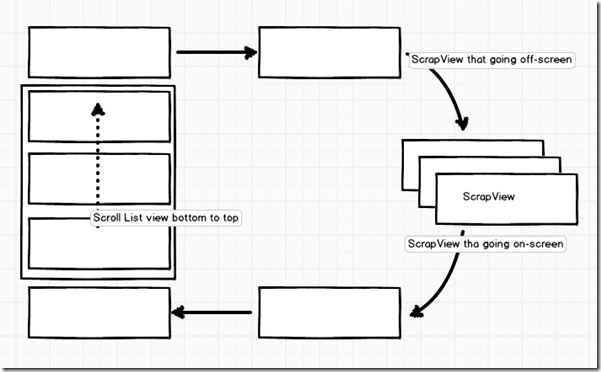 ScrapView that going off-screen
ScrapView
Scroll List view bottom to top
ScrapView tha going on-screen